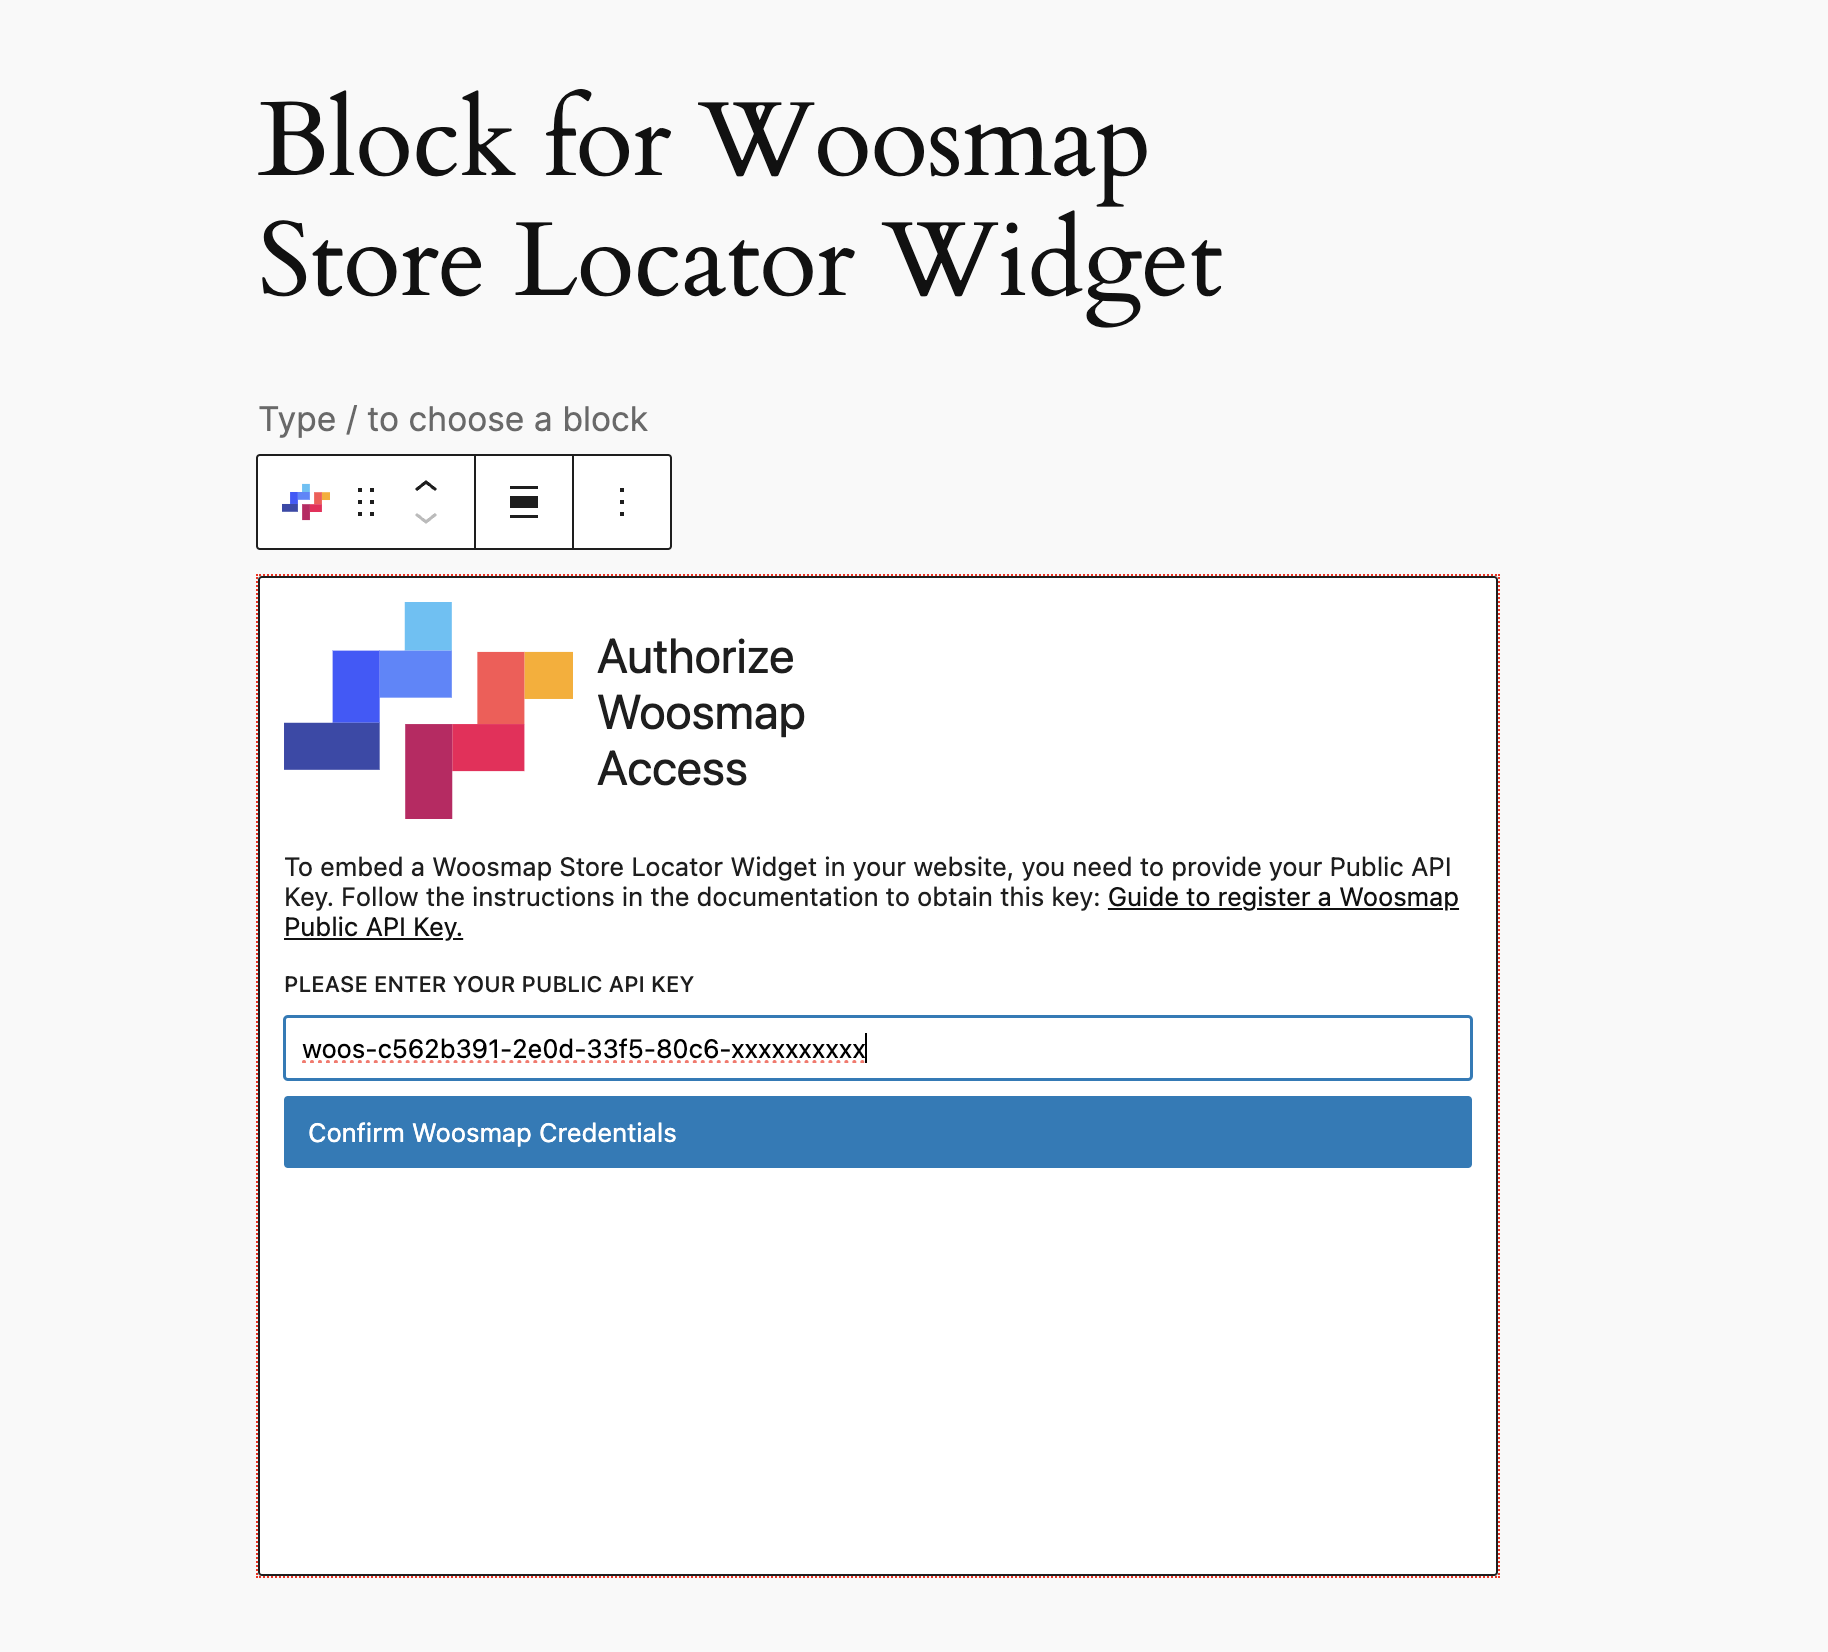 Block for Woosmap
Store Locator Widget
Type / to choose a block
Authorize
Woosmap
Access
To embed a Woosmap Store Locator Widget in your website, you need to provide your Public API
Key. Follow the instructions in the documentation to obtain this key: Guide to register a Woosmap
Public API Key.
PLEASE ENTER YOUR PUBLIC API KEY
woos-c562b391-2e0d-33f5-80c6-xxxxxxxxxx
Confirm Woosmap Credentials